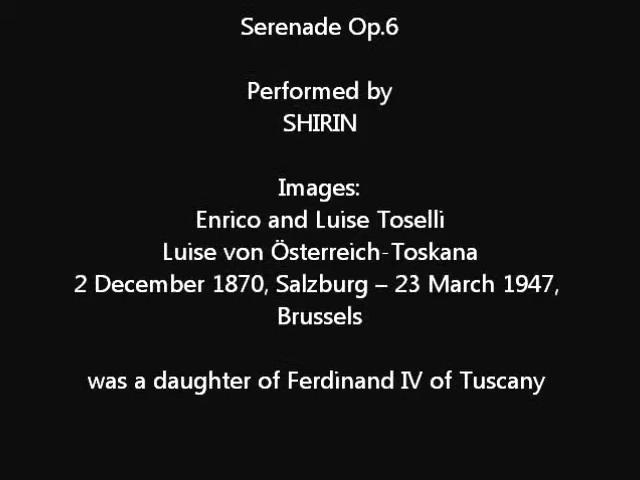 Serenade Op.6
Performed by
SHIRIN
Images:
Enrico and Luise Toselli
Luise von Österreich-Toskana
2 December 1870, Salzburg – 23 March 1947,
Brussels
was a daughter of Ferdinand IV of Tuscany